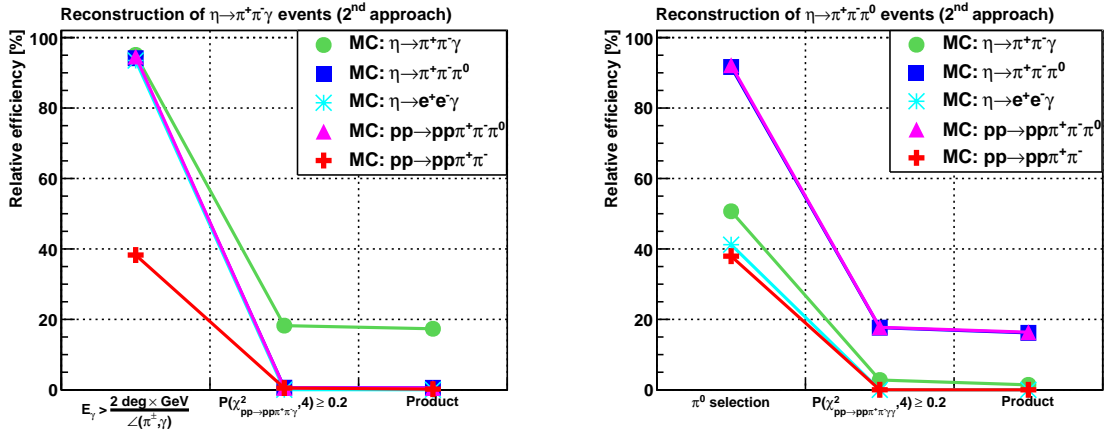 Reconstruction of η→π⁺π⁻γ events (2ⁿᵈ approach)
Relative efficiency [%]
100
80
60
40
20
0
MC: η→π⁺π⁻γ
MC: η→π⁺π⁻π⁰
MC: η→e⁺e⁻γ
MC: pp→ppπ⁺π⁻π⁰
MC: pp→ppπ⁺π⁻
E_γ > 2 deg × GeV / ∠(π^±,γ)
P(χ²_pp→ppπ⁺π⁻γ,4) ≥ 0.2
Product
Reconstruction of η→π⁺π⁻π⁰ events (2ⁿᵈ approach)
Relative efficiency [%]
100
80
60
40
20
0
MC: η→π⁺π⁻γ
MC: η→π⁺π⁻π⁰
MC: η→e⁺e⁻γ
MC: pp→ppπ⁺π⁻π⁰
MC: pp→ppπ⁺π⁻
π⁰ selection
P(χ²_pp→ppπ⁺π⁻γγ,4) ≥ 0.2
Product